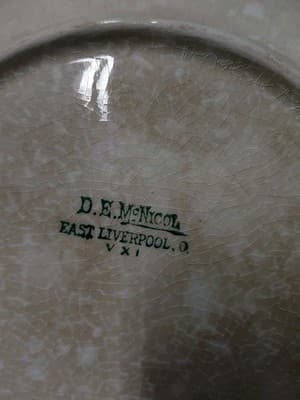 D. E. McNICOL
EAST LIVERPOOL, O.
V X I